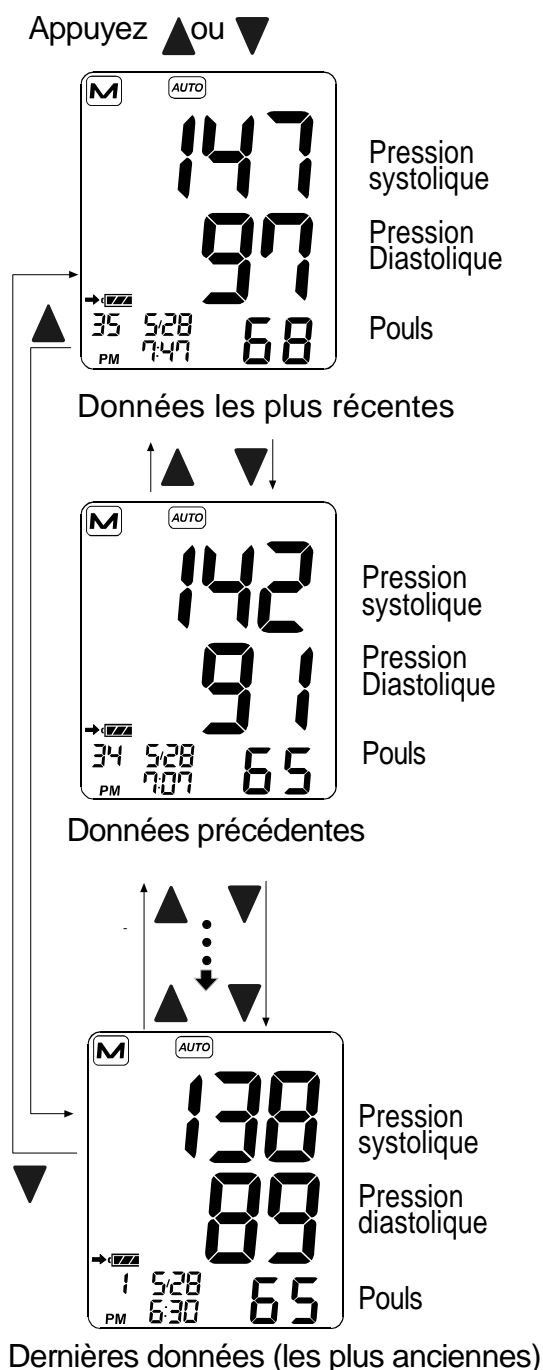 Appuyez ▲ou ▼
M AUTO
147
Pression
systolique
97
Pression
Diastolique
35 5/28
PM 7:47
68
Pouls
Données les plus récentes
M AUTO
142
Pression
systolique
91
Pression
Diastolique
34 5/28
PM 7:07
65
Pouls
Données précédentes
M AUTO
138
Pression
systolique
89
Pression
diastolique
1 5/28
PM 6:30
65
Pouls
Dernières données (les plus anciennes)